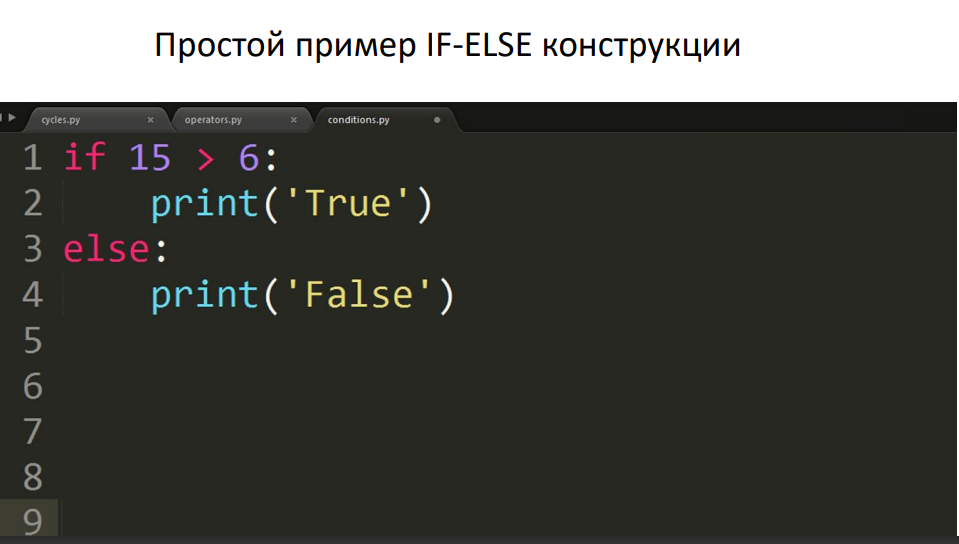 Простой пример IF-ELSE конструкции
cycles.py × operators.py × conditions.py
1 if 15 > 6:
2     print('True')
3 else:
4     print('False')
5
6
7
8
9